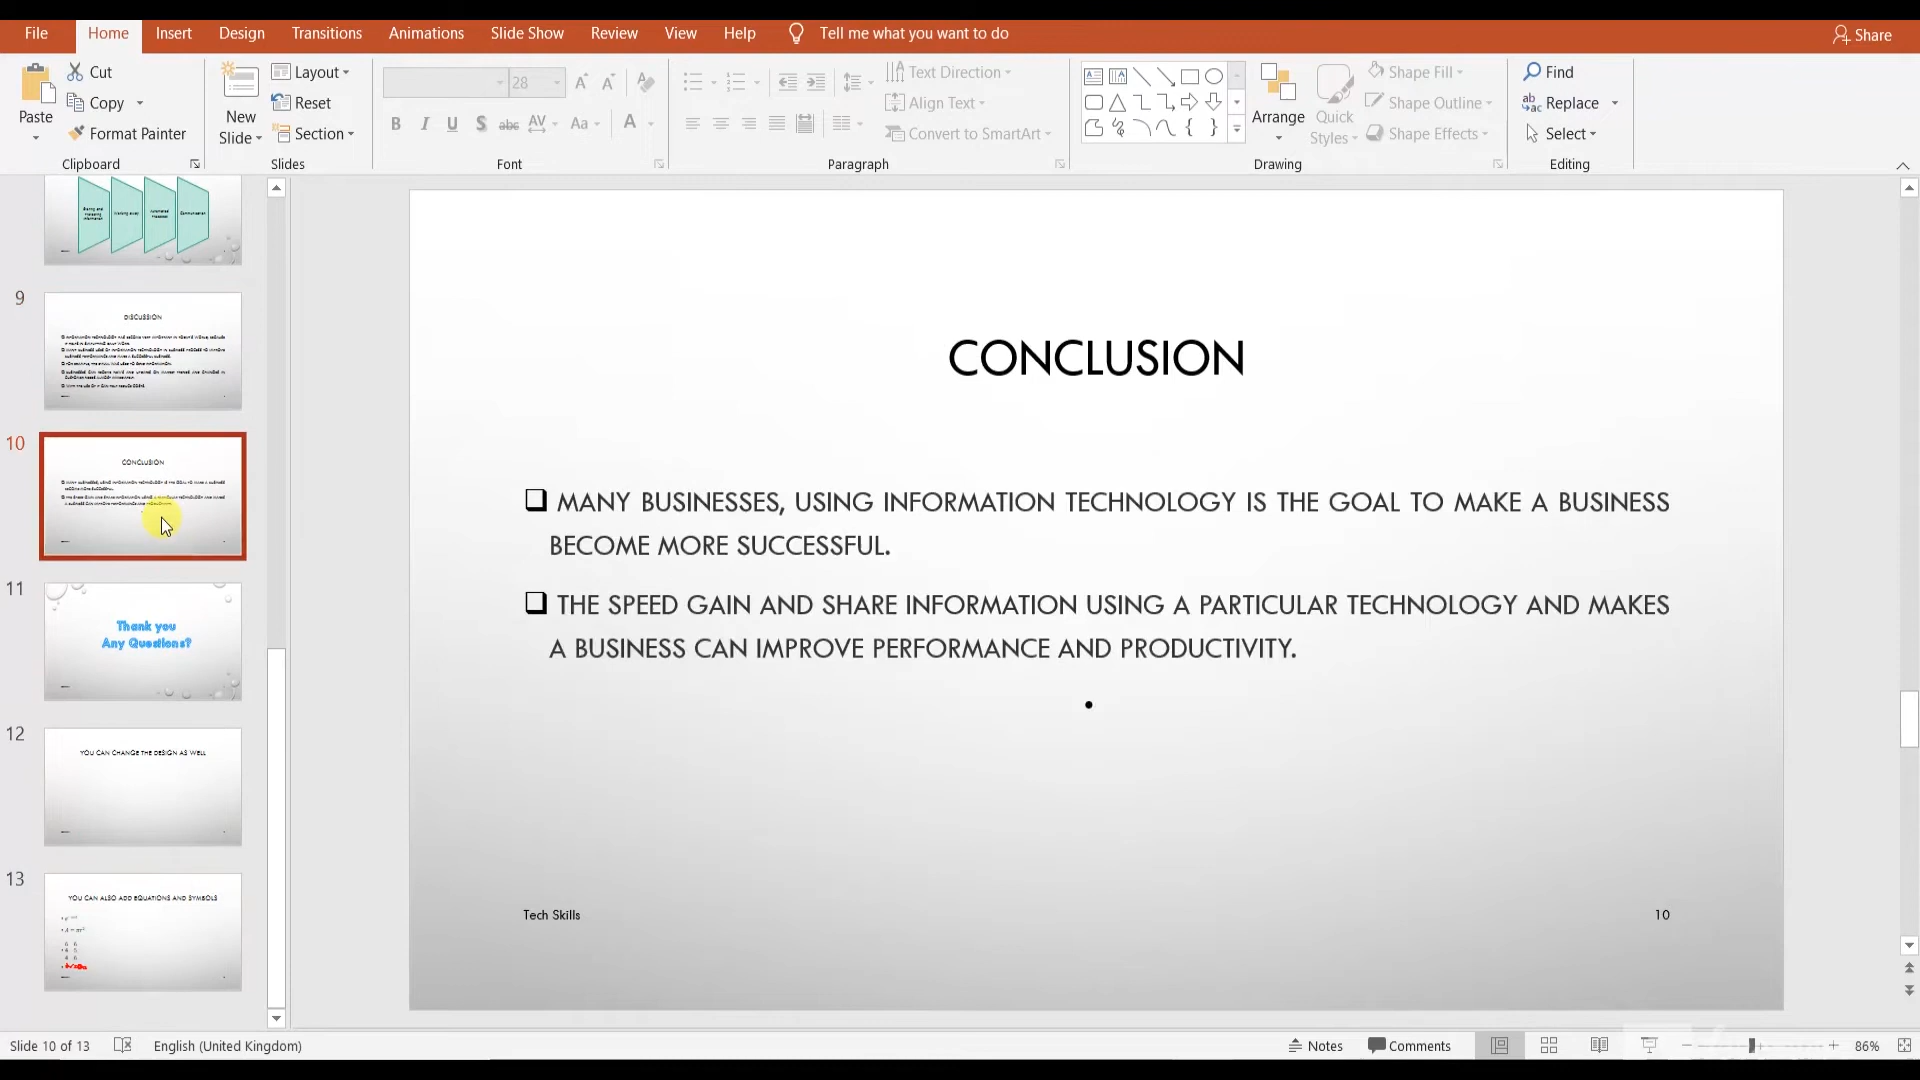 File Home Insert Design Transitions Animations Slide Show Review View Help Tell me what you want to do Share
Paste
Cut
Copy
Format Painter
Clipboard
New
Slide
Layout
Reset
Section
Slides
28
B I U S abc AV Aa A
Font
Text Direction
Align Text
Convert to SmartArt
Paragraph
Arrange
Quick
Styles
Shape Fill
Shape Outline
Shape Effects
Drawing
Find
Replace
Select
Editing
9
DISCUSSION
10
CONCLUSION
11
Thank you
Any Questions?
12
YOU CAN CHANGE THE DESIGN AS WELL
13
YOU CAN ALSO ADD EQUATIONS AND SYMBOLS
CONCLUSION
❑ MANY BUSINESSES, USING INFORMATION TECHNOLOGY IS THE GOAL TO MAKE A BUSINESS
BECOME MORE SUCCESSFUL.
❑ THE SPEED GAIN AND SHARE INFORMATION USING A PARTICULAR TECHNOLOGY AND MAKES
A BUSINESS CAN IMPROVE PERFORMANCE AND PRODUCTIVITY.
•
Tech Skills 10
Slide 10 of 13 English (United Kingdom) Notes Comments 86%